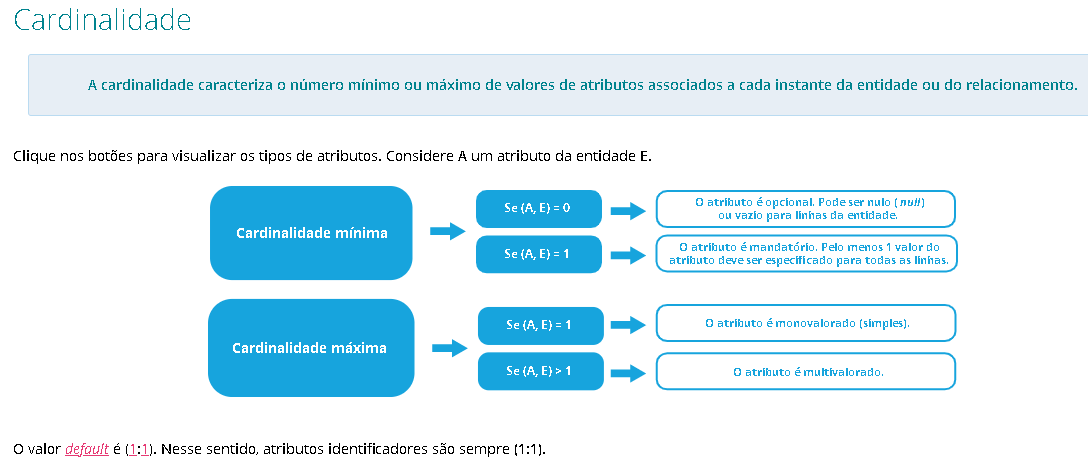 Cardinalidade
A cardinalidade caracteriza o número mínimo ou máximo de valores de atributos associados a cada instante da entidade ou do relacionamento.
Clique nos botões para visualizar os tipos de atributos. Considere A um atributo da entidade E.
Cardinalidade mínima
Se (A, E) = 0
O atributo é opcional. Pode ser nulo ( null )
ou vazio para linhas da entidade.
Se (A, E) = 1
O atributo é mandatório. Pelo menos 1 valor do
atributo deve ser especificado para todas as linhas.
Cardinalidade máxima
Se (A, E) = 1
O atributo é monovalorado (simples).
Se (A, E) > 1
O atributo é multivalorado.
O valor default é (1:1). Nesse sentido, atributos identificadores são sempre (1:1).